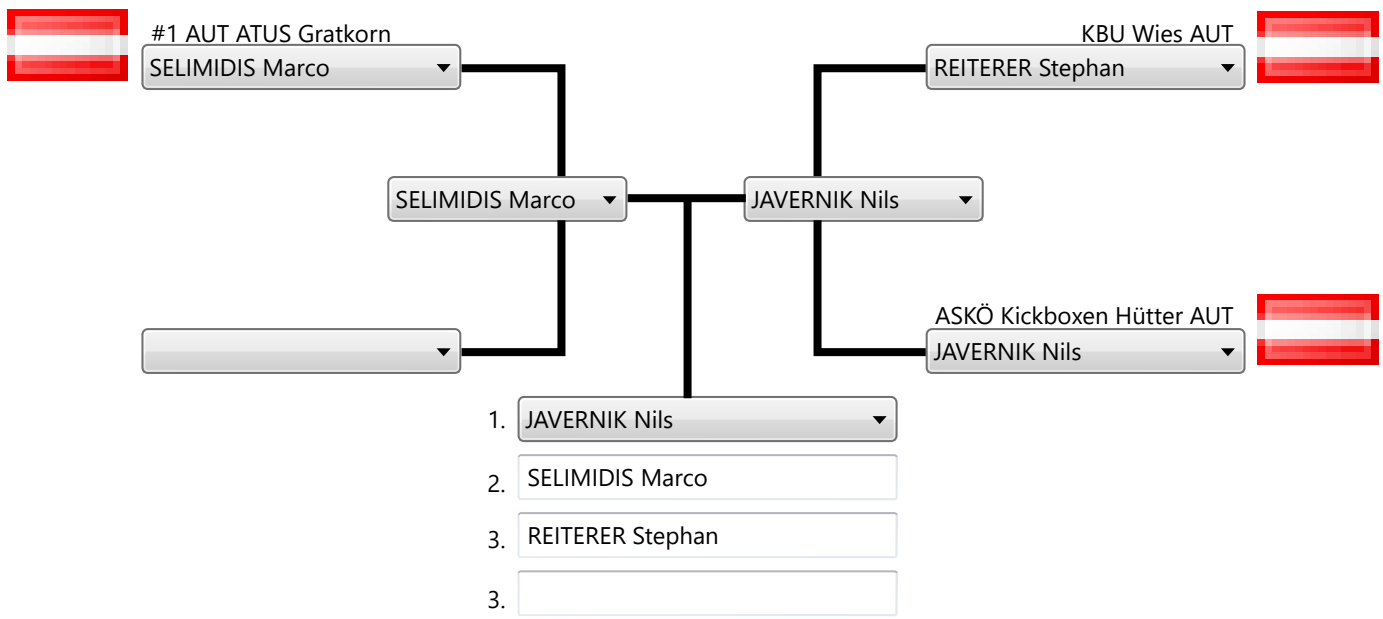 #1 AUT ATUS Gratkorn
SELIMIDIS Marco
KBU Wies AUT
REITERER Stephan
SELIMIDIS Marco
JAVERNIK Nils
ASKÖ Kickboxen Hütter AUT
JAVERNIK Nils
1. JAVERNIK Nils
2. SELIMIDIS Marco
3. REITERER Stephan
3.